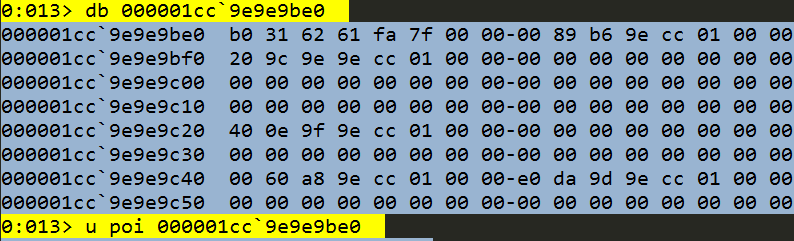 0:013> db 000001cc`9e9e9be0
000001cc`9e9e9be0  b0 31 62 61 fa 7f 00 00-00 89 b6 9e cc 01 00 00
000001cc`9e9e9bf0  20 9c 9e 9e cc 01 00 00-00 00 00 00 00 00 00 00
000001cc`9e9e9c00  00 00 00 00 00 00 00 00-00 00 00 00 00 00 00 00
000001cc`9e9e9c10  00 00 00 00 00 00 00 00-00 00 00 00 00 00 00 00
000001cc`9e9e9c20  40 0e 9f 9e cc 01 00 00-00 00 00 00 00 00 00 00
000001cc`9e9e9c30  00 00 00 00 00 00 00 00-00 00 00 00 00 00 00 00
000001cc`9e9e9c40  00 60 a8 9e cc 01 00 00-e0 da 9d 9e cc 01 00 00
000001cc`9e9e9c50  00 00 00 00 00 00 00 00-00 00 00 00 00 00 00 00
0:013> u poi 000001cc`9e9e9be0